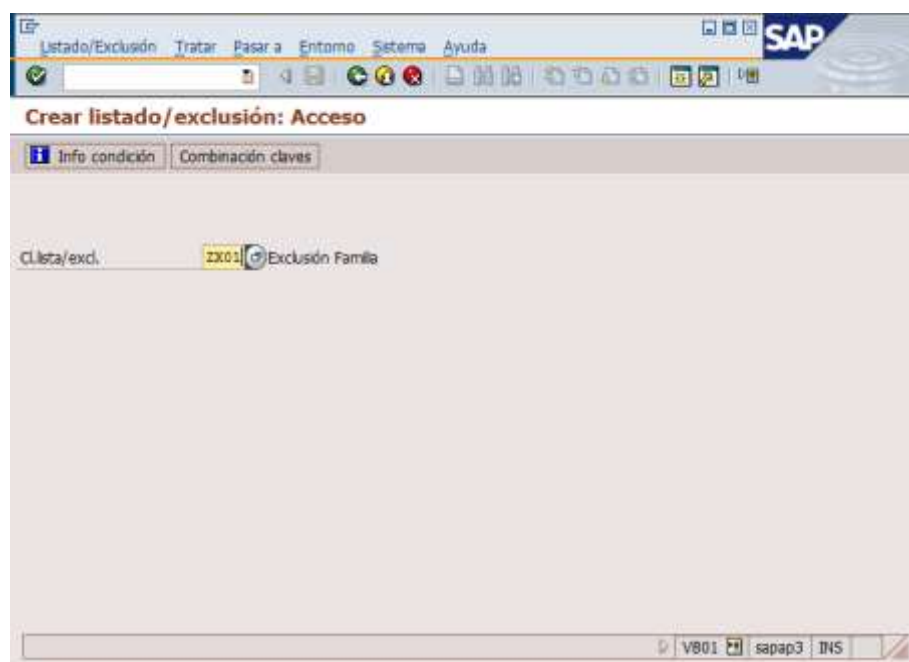 Listado/Exclusión Tratar Pasar a Entorno Sistema Ayuda
SAP
Crear listado/exclusión: Acceso
Info condición Combinación claves
Cl.lista/excl. ZX01 Exclusión Familia
VB01 sapap3 INS